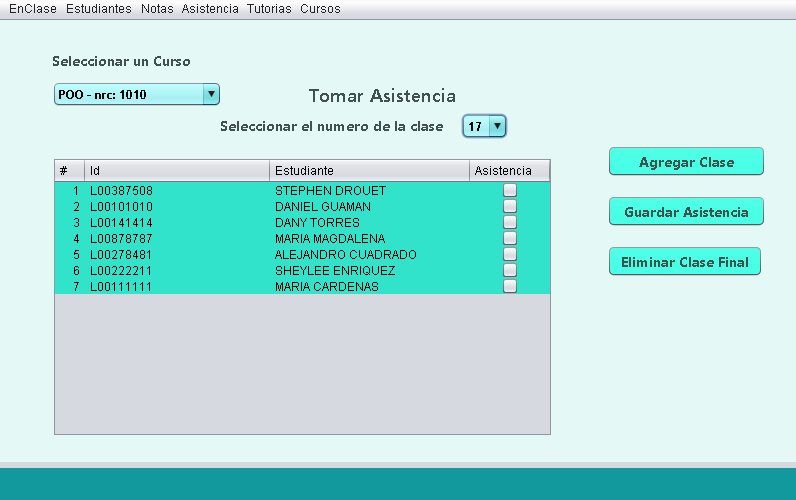 EnClase Estudiantes Notas Asistencia Tutorias Cursos
Seleccionar un Curso
POO - nrc: 1010
Tomar Asistencia
Seleccionar el numero de la clase 17
# Id Estudiante Asistencia
1 L00387508 STEPHEN DROUET
2 L00101010 DANIEL GUAMAN
3 L00141414 DANY TORRES
4 L00878787 MARIA MAGDALENA
5 L00278481 ALEJANDRO CUADRADO
6 L00222211 SHEYLEE ENRIQUEZ
7 L00111111 MARIA CARDENAS
Agregar Clase
Guardar Asistencia
Eliminar Clase Final